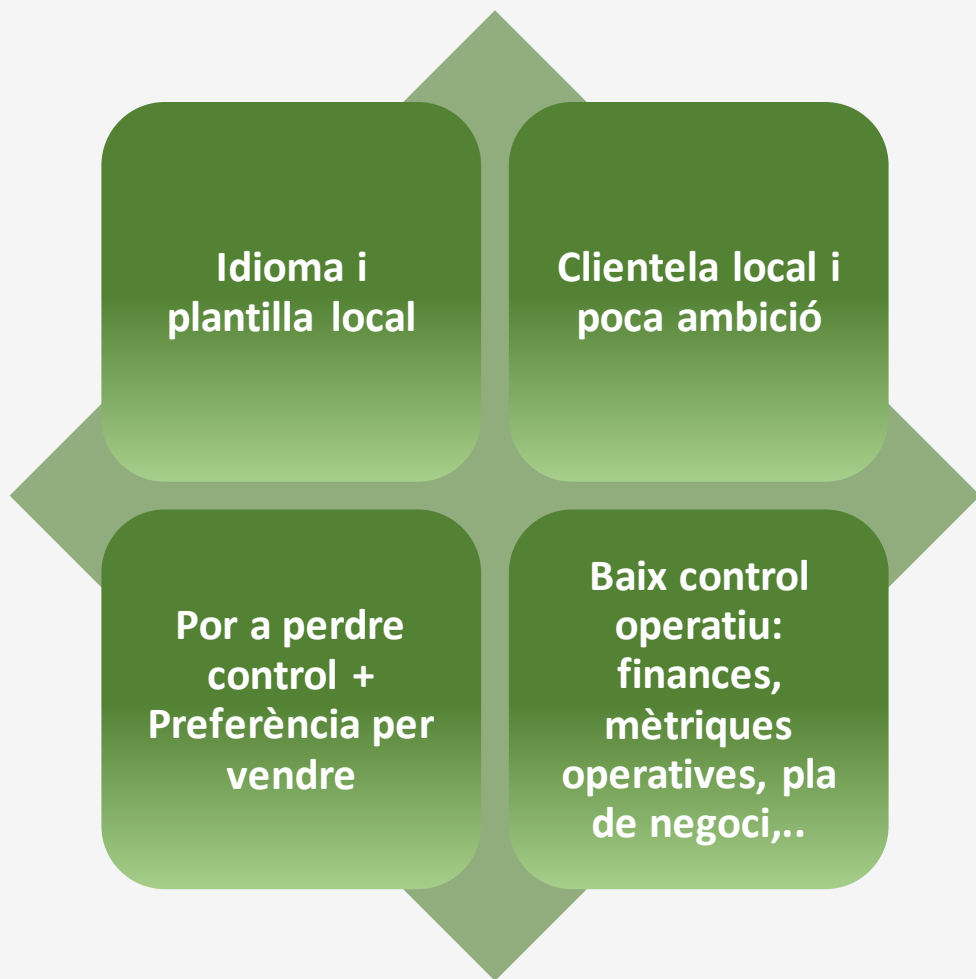 Idioma i
plantilla local
Clientela local i
poca ambició
Por a perdre
control +
Preferència per
vendre
Baix control
operatiu:
finances,
mètriques
operatives, pla
de negoci,..